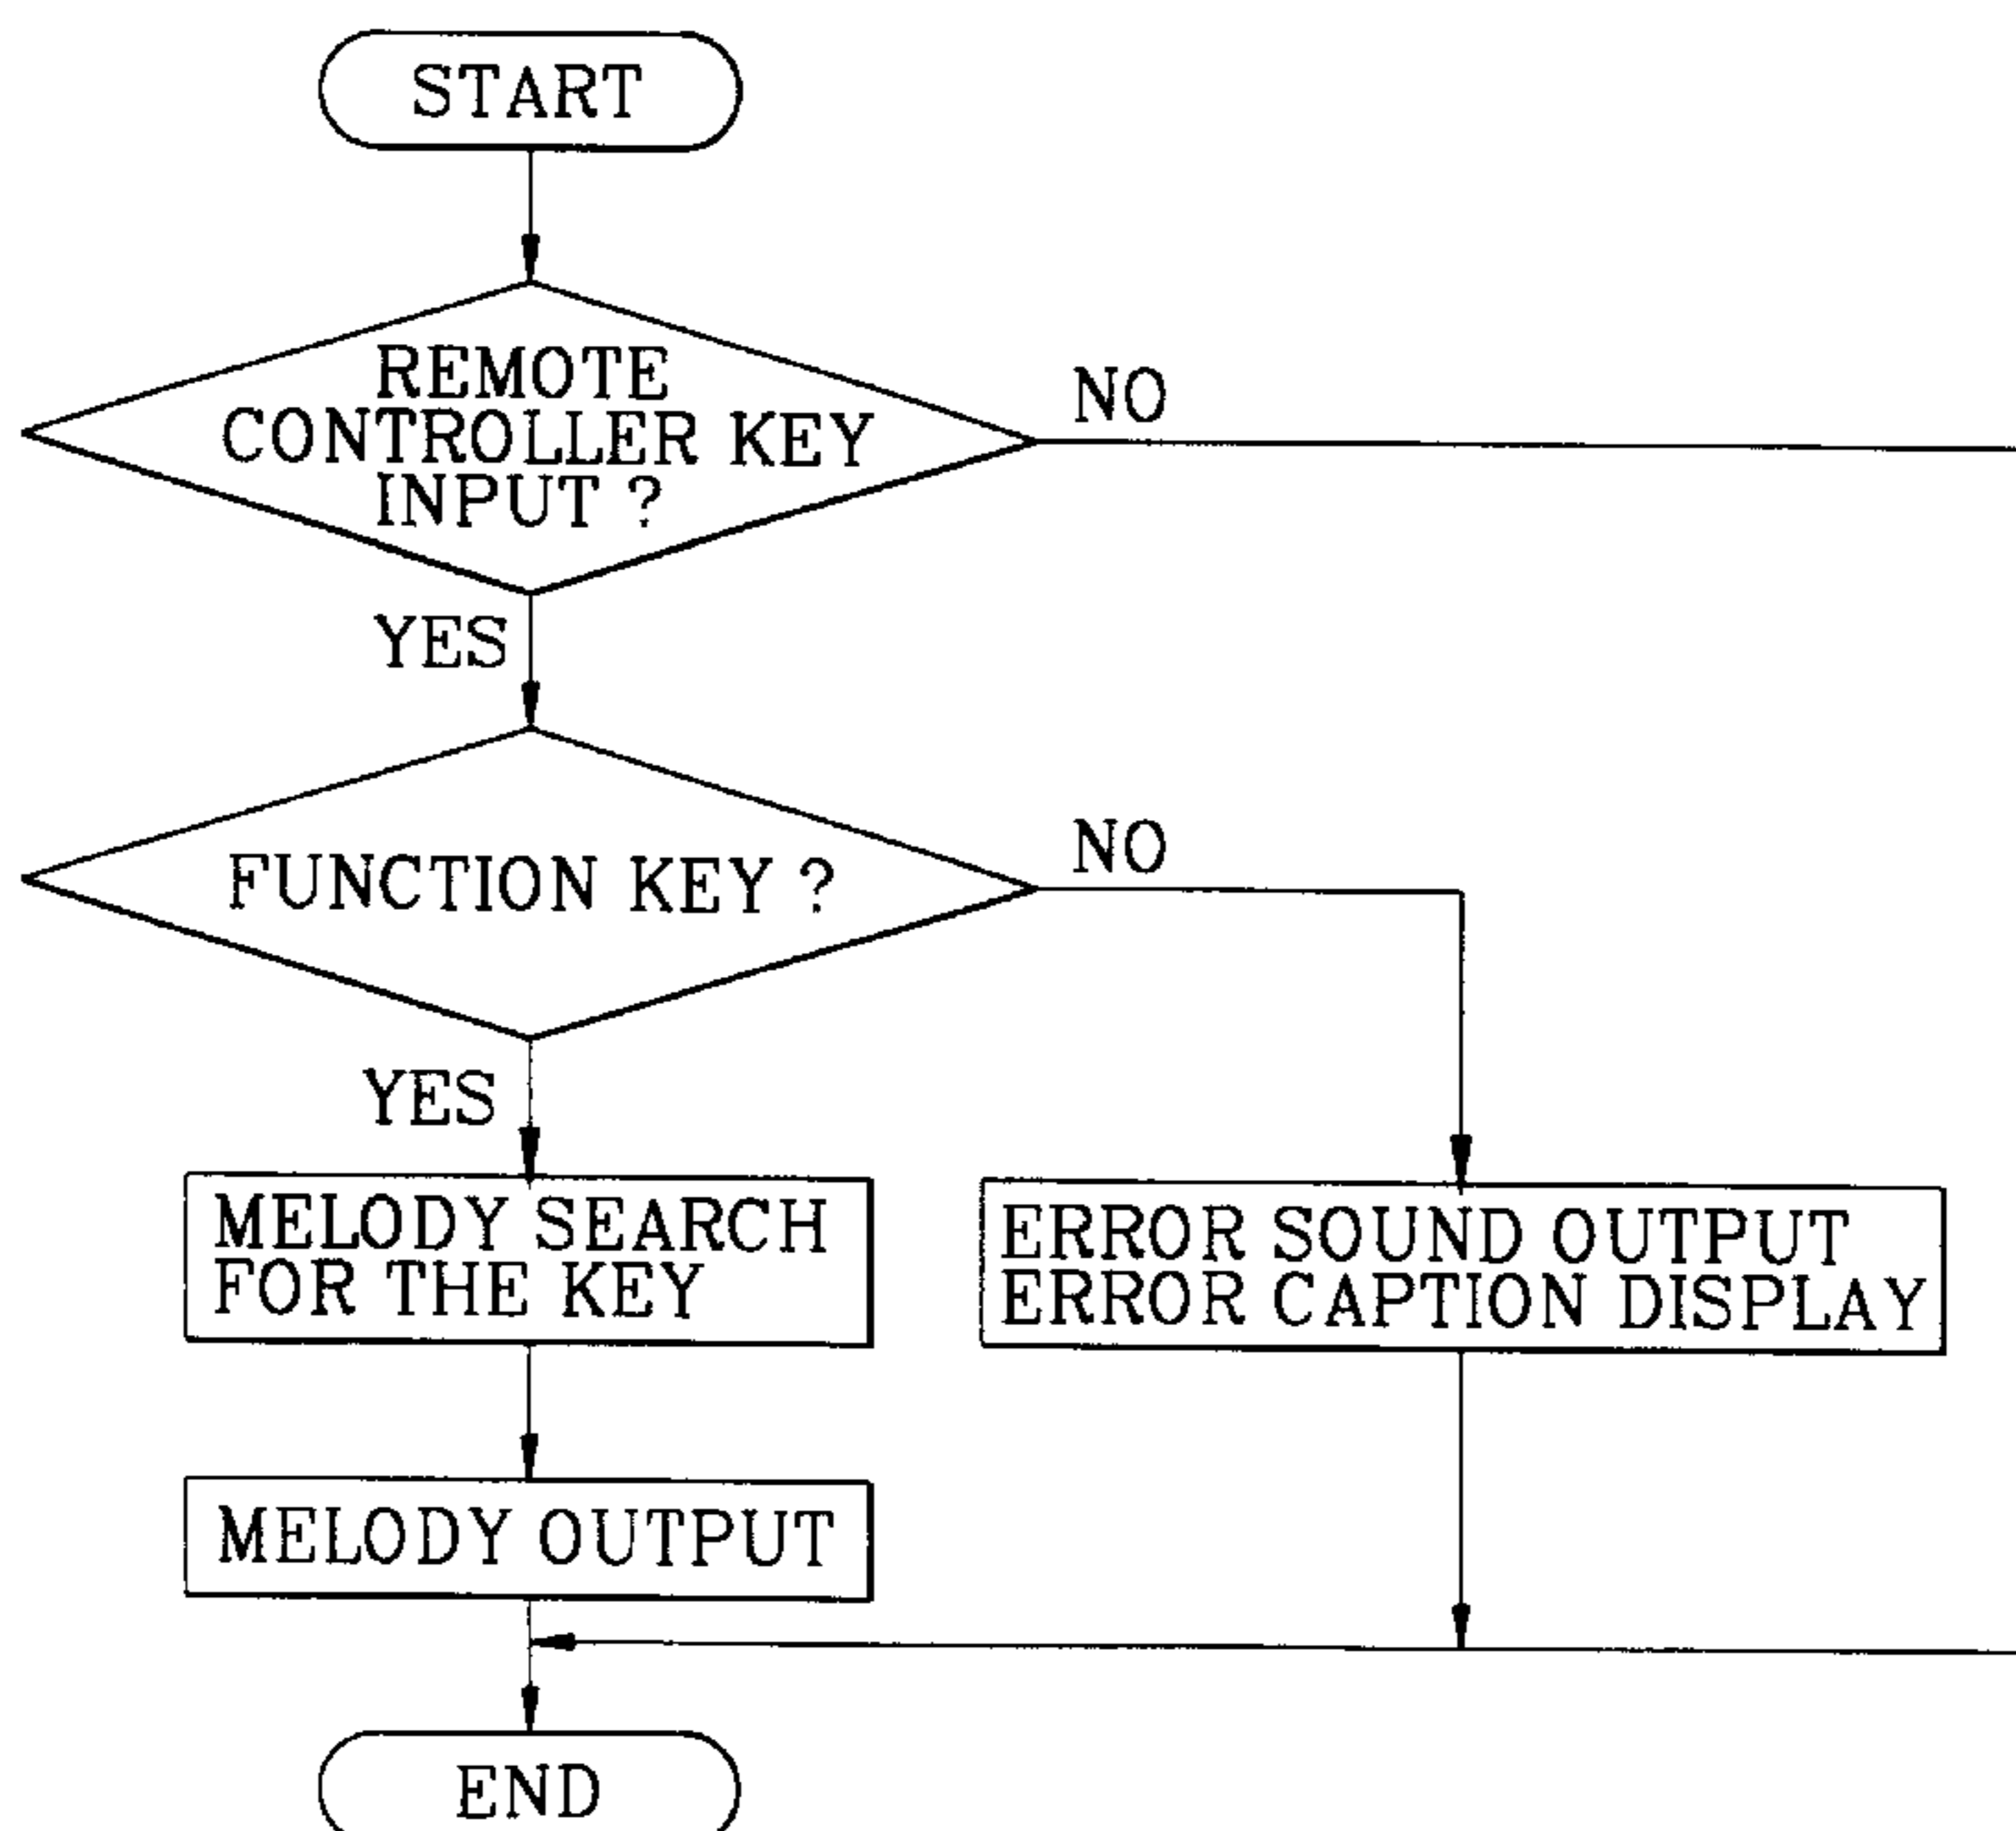 START
REMOTE
CONTROLLER KEY
INPUT ?
NO
YES
FUNCTION KEY ?
NO
YES
MELODY SEARCH
FOR THE KEY
ERROR SOUND OUTPUT
ERROR CAPTION DISPLAY
MELODY OUTPUT
END